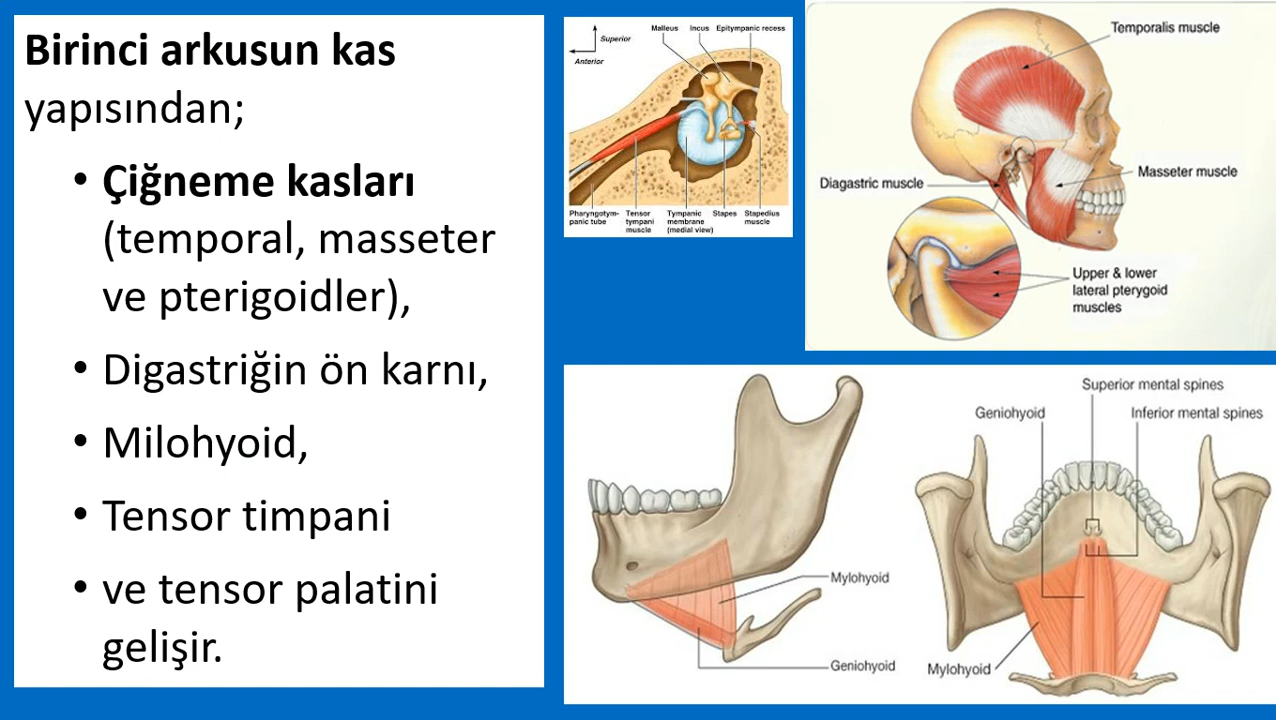 Birinci arkusun kas
yapısından;
• Çiğneme kasları
(temporal, masseter
ve pterigoidler),
• Digastriğin ön karnı,
• Milohyoid,
• Tensor timpani
• ve tensor palatini
gelişir.
Malleus Incus Epitympanic recess
Superior
Anterior
Pharyngotym- Tensor Tympanic Stapes Stapedius
panic tube tympani membrane muscle
muscle (medial view)
Temporalis muscle
Masseter muscle
Diagastric muscle
Upper & lower
lateral pterygoid
muscles
Mylohyoid
Geniohyoid
Superior mental spines
Geniohyoid Inferior mental spines
Mylohyoid